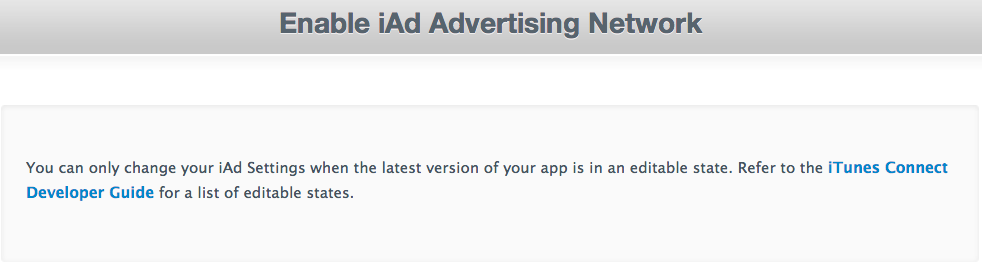 Enable iAd Advertising Network
You can only change your iAd Settings when the latest version of your app is in an editable state. Refer to the iTunes Connect
Developer Guide for a list of editable states.